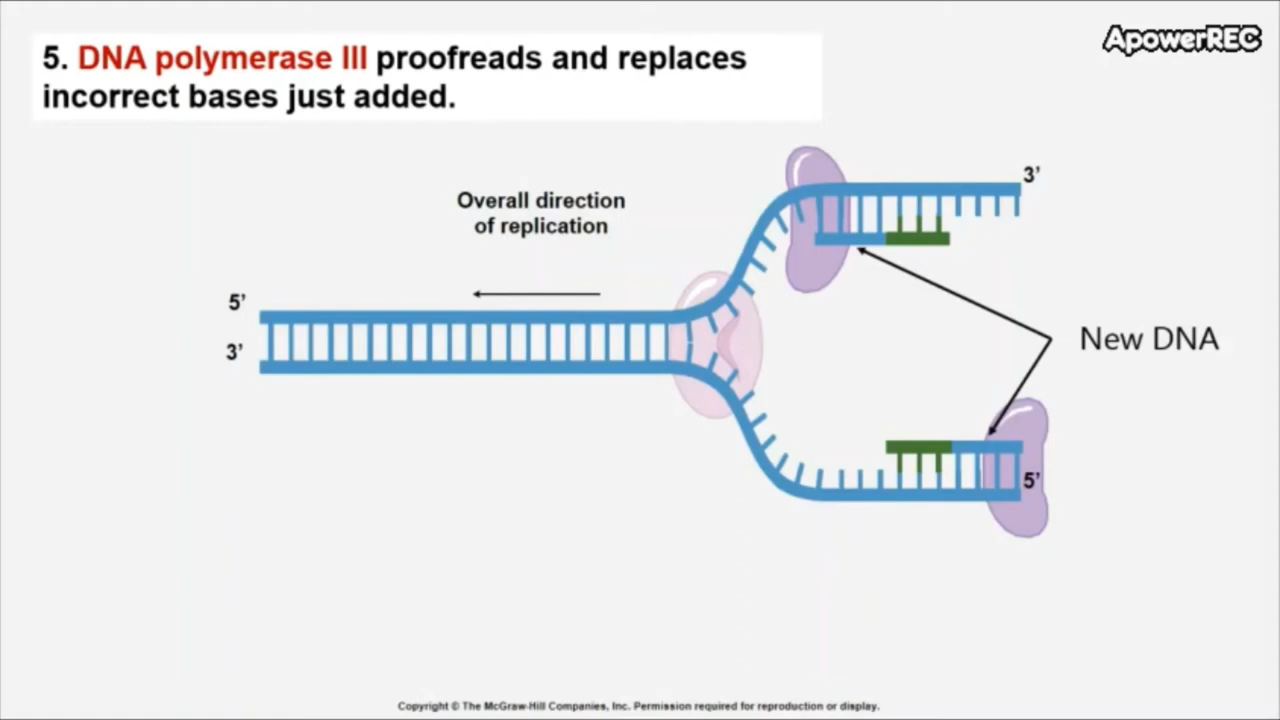 5. DNA polymerase III proofreads and replaces
incorrect bases just added.
ApowerREC
3’
Overall direction
of replication
5’
3’
New DNA
5’
Copyright © The McGraw-Hill Companies, Inc. Permission required for reproduction or display.